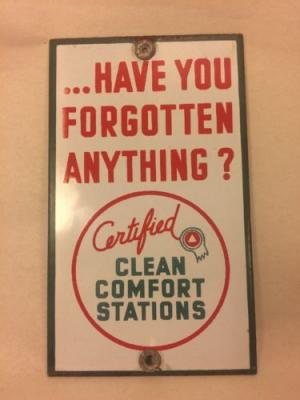 ...HAVE YOU
FORGOTTEN
ANYTHING?
Certified
CLEAN
COMFORT
STATIONS